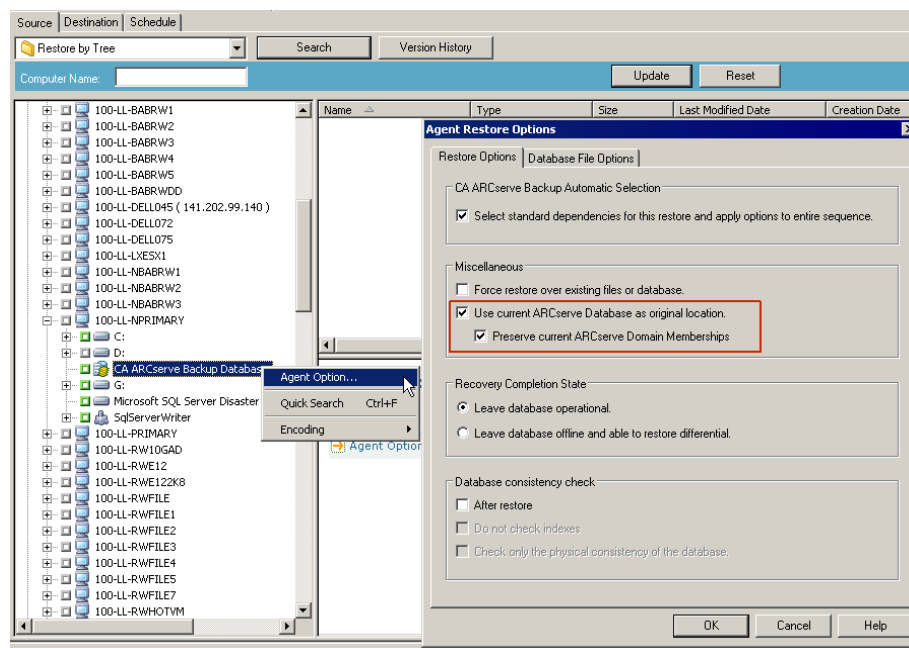 Source Destination Schedule
Restore by Tree Search Version History
Computer Name: Update Reset
Name Type Size Last Modified Date Creation Date
100-LL-BABRW1
100-LL-BABRW2
100-LL-BABRW3
100-LL-BABRW4
100-LL-BABRW5
100-LL-BABRWDD
100-LL-DELL045 ( 141.202.99.140 )
100-LL-DELL072
100-LL-DELL075
100-LL-LXESX1
100-LL-NBABRW1
100-LL-NBABRW2
100-LL-NBABRW3
100-LL-NPRIMARY
C:
D:
CA ARCserve Backup Databas
G:
Microsoft SQL Server Disaster
SqlServerWriter
100-LL-PRIMARY
100-LL-RW10GAD
100-LL-RWE12
100-LL-RWE122K8
100-LL-RWFILE
100-LL-RWFILE1
100-LL-RWFILE2
100-LL-RWFILE3
100-LL-RWFILE4
100-LL-RWFILE5
100-LL-RWFILE7
100-LL-RWHOTVM
Agent Option...
Quick Search Ctrl+F
Encoding
Agent Option
Agent Restore Options
Restore Options Database File Options
CA ARCserve Backup Automatic Selection
Select standard dependencies for this restore and apply options to entire sequence.
Miscellaneous
Force restore over existing files or database.
Use current ARCserve Database as original location.
Preserve current ARCserve Domain Memberships
Recovery Completion State
Leave database operational.
Leave database offline and able to restore differential.
Database consistency check
After restore
Do not check indexes
Check only the physical consistency of the database.
OK Cancel Help